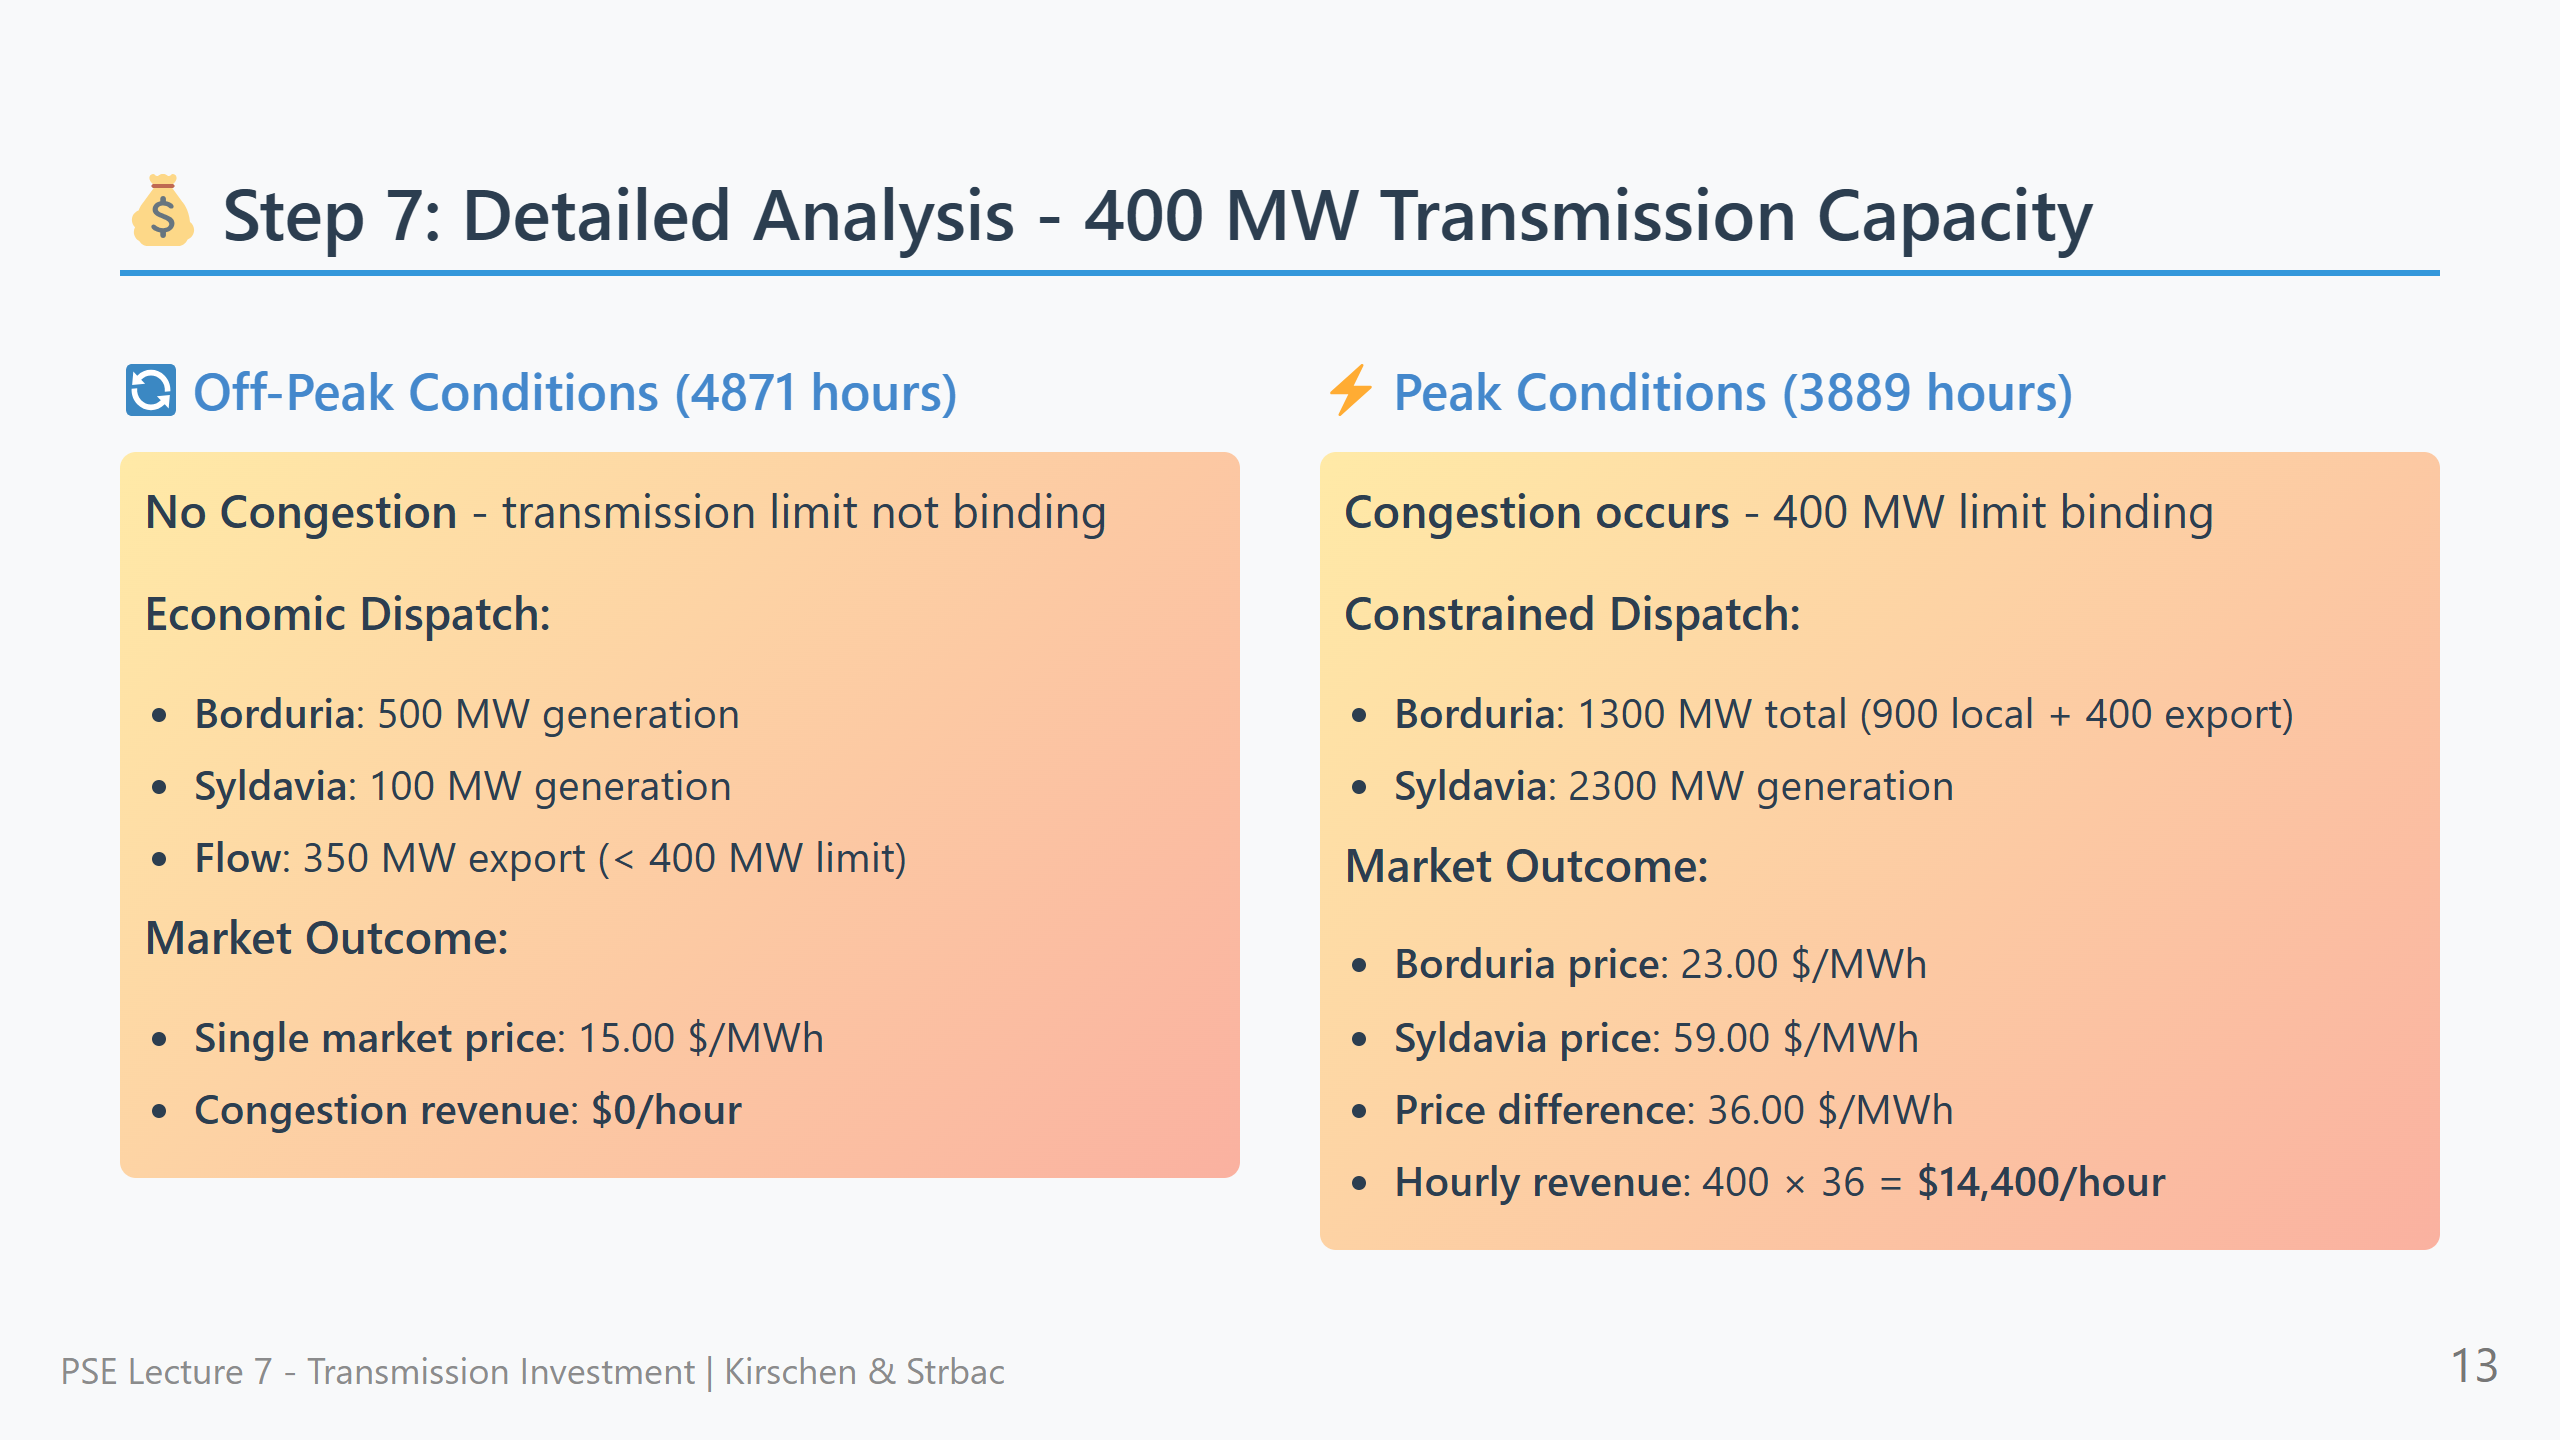 Step 7: Detailed Analysis - 400 MW Transmission Capacity
Off-Peak Conditions (4871 hours)
No Congestion - transmission limit not binding
Economic Dispatch:
• Borduria: 500 MW generation
• Syldavia: 100 MW generation
• Flow: 350 MW export (< 400 MW limit)
Market Outcome:
• Single market price: 15.00 $/MWh
• Congestion revenue: $0/hour
Peak Conditions (3889 hours)
Congestion occurs - 400 MW limit binding
Constrained Dispatch:
• Borduria: 1300 MW total (900 local + 400 export)
• Syldavia: 2300 MW generation
Market Outcome:
• Borduria price: 23.00 $/MWh
• Syldavia price: 59.00 $/MWh
• Price difference: 36.00 $/MWh
• Hourly revenue: 400 × 36 = $14,400/hour
PSE Lecture 7 - Transmission Investment | Kirschen & Strbac
13